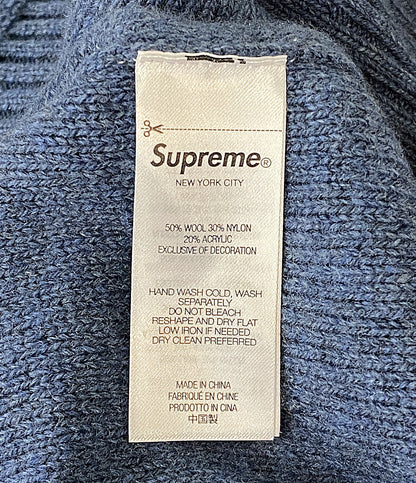 Supreme®
NEW YORK CITY
50% WOOL 30% NYLON
20% ACRYLIC
EXCLUSIVE OF DECORATION
HAND WASH COLD, WASH
SEPARATELY
DO NOT BLEACH
RESHAPE AND DRY FLAT
LOW IRON IF NEEDED
DRY CLEAN PREFERRED
MADE IN CHINA
FABRIQUÉ EN CHINE
PRODOTTO IN CINA
中国製